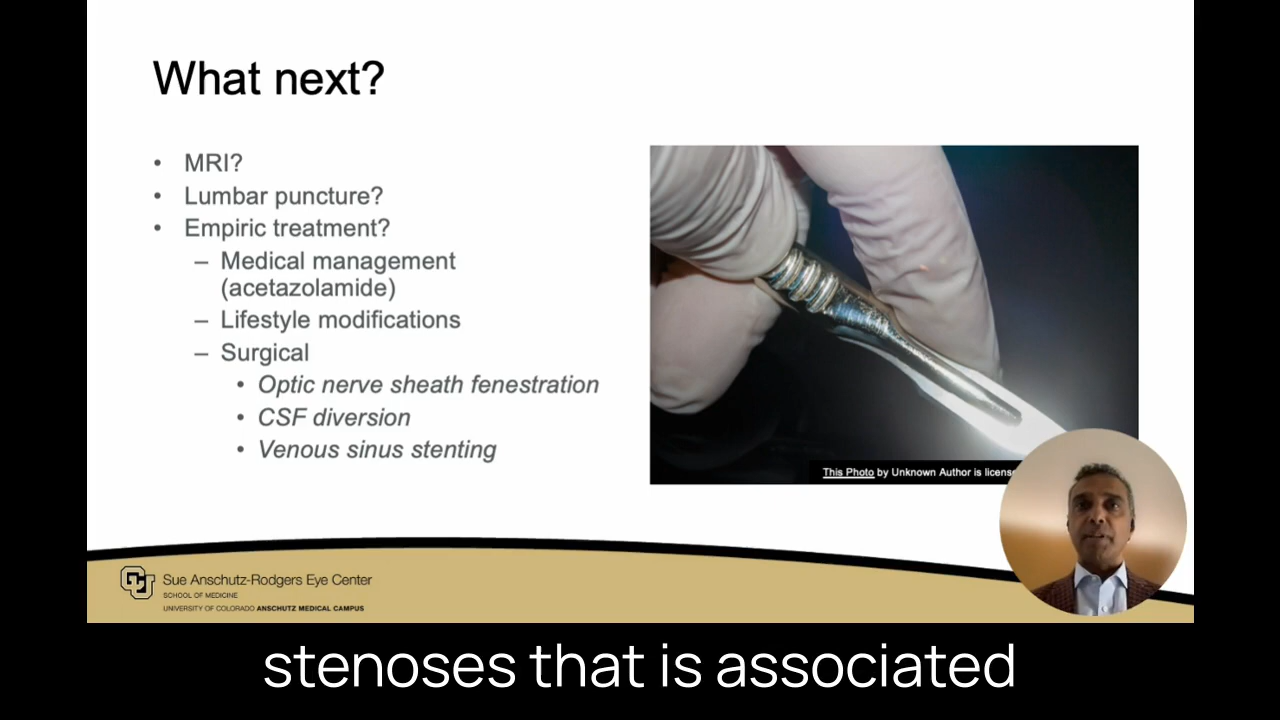 What next?
• MRI?
• Lumbar puncture?
• Empiric treatment?
– Medical management
(acetazolamide)
– Lifestyle modifications
– Surgical
• Optic nerve sheath fenestration
• CSF diversion
• Venous sinus stenting
This Photo by Unknown Author is license
CU
Sue Anschutz-Rodgers Eye Center
SCHOOL OF MEDICINE
UNIVERSITY OF COLORADO ANSCHUTZ MEDICAL CAMPUS
stenoses that is associated